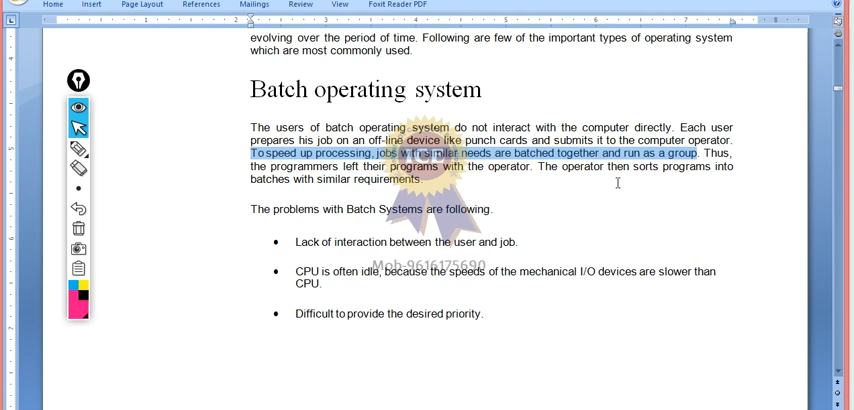 Home Insert Page Layout References Mailings Review View Foxit Reader PDF
evolving over the period of time. Following are few of the important types of operating system
which are most commonly used.
Batch operating system
The users of batch operating system do not interact with the computer directly. Each user
prepares his job on an off-line device like punch cards and submits it to the computer operator.
To speed up processing, jobs with similar needs are batched together and run as a group. Thus,
the programmers left their programs with the operator. The operator then sorts programs into
batches with similar requirements.
The problems with Batch Systems are following.
• Lack of interaction between the user and job.
Mob-9616175690
• CPU is often idle, because the speeds of the mechanical I/O devices are slower than
CPU.
• Difficult to provide the desired priority.